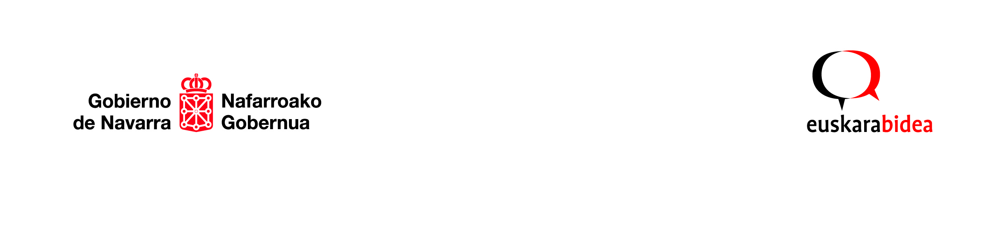 Gobierno
de Navarra
Nafarroako
Gobernua
euskarabidea